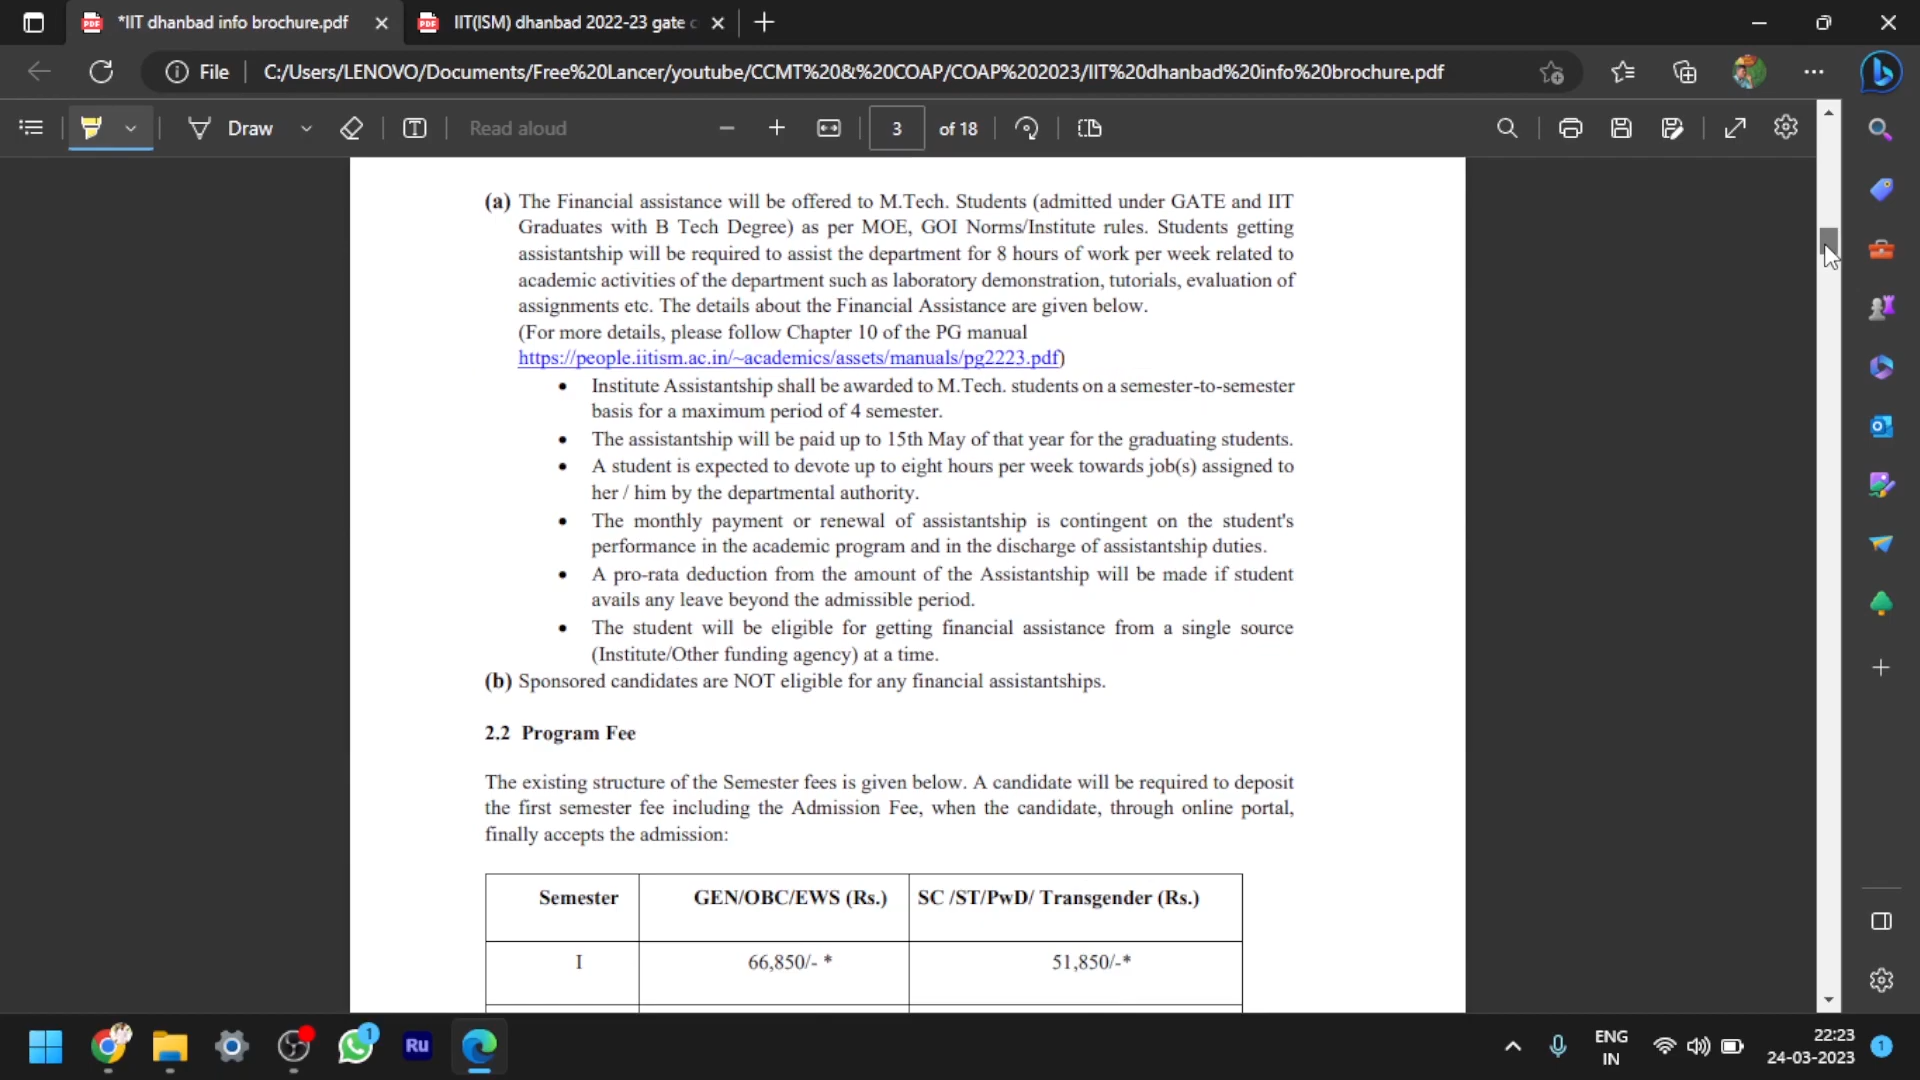 *IIT dhanbad info brochure.pdf
IIT(ISM) dhanbad 2022-23 gate c
File
C:/Users/LENOVO/Documents/Free%20Lancer/youtube/CCMT%20&%20COAP/COAP%202023/IIT%20dhanbad%20info%20brochure.pdf
Draw
Read aloud
3
of 18
(a) The Financial assistance will be offered to M.Tech. Students (admitted under GATE and IIT
Graduates with B Tech Degree) as per MOE, GOI Norms/Institute rules. Students getting
assistantship will be required to assist the department for 8 hours of work per week related to
academic activities of the department such as laboratory demonstration, tutorials, evaluation of
assignments etc. The details about the Financial Assistance are given below.
(For more details, please follow Chapter 10 of the PG manual
https://people.iitism.ac.in/~academics/assets/manuals/pg2223.pdf)
• Institute Assistantship shall be awarded to M.Tech. students on a semester-to-semester
basis for a maximum period of 4 semester.
• The assistantship will be paid up to 15th May of that year for the graduating students.
• A student is expected to devote up to eight hours per week towards job(s) assigned to
her / him by the departmental authority.
• The monthly payment or renewal of assistantship is contingent on the student's
performance in the academic program and in the discharge of assistantship duties.
• A pro-rata deduction from the amount of the Assistantship will be made if student
avails any leave beyond the admissible period.
• The student will be eligible for getting financial assistance from a single source
(Institute/Other funding agency) at a time.
(b) Sponsored candidates are NOT eligible for any financial assistantships.
2.2 Program Fee
The existing structure of the Semester fees is given below. A candidate will be required to deposit
the first semester fee including the Admission Fee, when the candidate, through online portal,
finally accepts the admission:
Semester GEN/OBC/EWS (Rs.) SC /ST/PwD/ Transgender (Rs.)
I 66,850/- * 51,850/-*
1
Ru
ENG
IN
22:23
24-03-2023
1